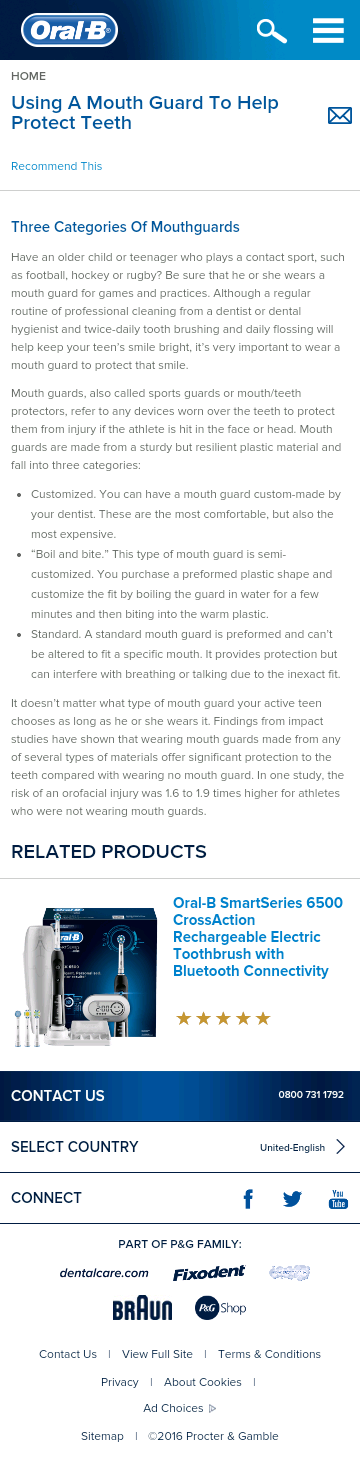 Oral-B
HOME
Using A Mouth Guard To Help
Protect Teeth
Recommend This
Three Categories Of Mouthguards
Have an older child or teenager who plays a contact sport, such
as football, hockey or rugby? Be sure that he or she wears a
mouth guard for games and practices. Although a regular
routine of professional cleaning from a dentist or dental
hygienist and twice-daily tooth brushing and daily flossing will
help keep your teen’s smile bright, it’s very important to wear a
mouth guard to protect that smile.
Mouth guards, also called sports guards or mouth/teeth
protectors, refer to any devices worn over the teeth to protect
them from injury if the athlete is hit in the face or head. Mouth
guards are made from a sturdy but resilient plastic material and
fall into three categories:
• Customized. You can have a mouth guard custom-made by
your dentist. These are the most comfortable, but also the
most expensive.
• “Boil and bite.” This type of mouth guard is semi-
customized. You purchase a preformed plastic shape and
customize the fit by boiling the guard in water for a few
minutes and then biting into the warm plastic.
• Standard. A standard mouth guard is preformed and can’t
be altered to fit a specific mouth. It provides protection but
can interfere with breathing or talking due to the inexact fit.
It doesn’t matter what type of mouth guard your active teen
chooses as long as he or she wears it. Findings from impact
studies have shown that wearing mouth guards made from any
of several types of materials offer significant protection to the
teeth compared with wearing no mouth guard. In one study, the
risk of an orofacial injury was 1.6 to 1.9 times higher for athletes
who were not wearing mouth guards.
RELATED PRODUCTS
Oral-B SmartSeries 6500
CrossAction
Rechargeable Electric
Toothbrush with
Bluetooth Connectivity
Oral-B
CONTACT US
0800 731 1792
SELECT COUNTRY
United-English
CONNECT
You
Tube
PART OF P&G FAMILY:
dentalcare.com
Fixodent
BRAUN
P&G Shop
Contact Us | View Full Site | Terms & Conditions
Privacy | About Cookies |
Ad Choices
Sitemap | ©2016 Procter & Gamble